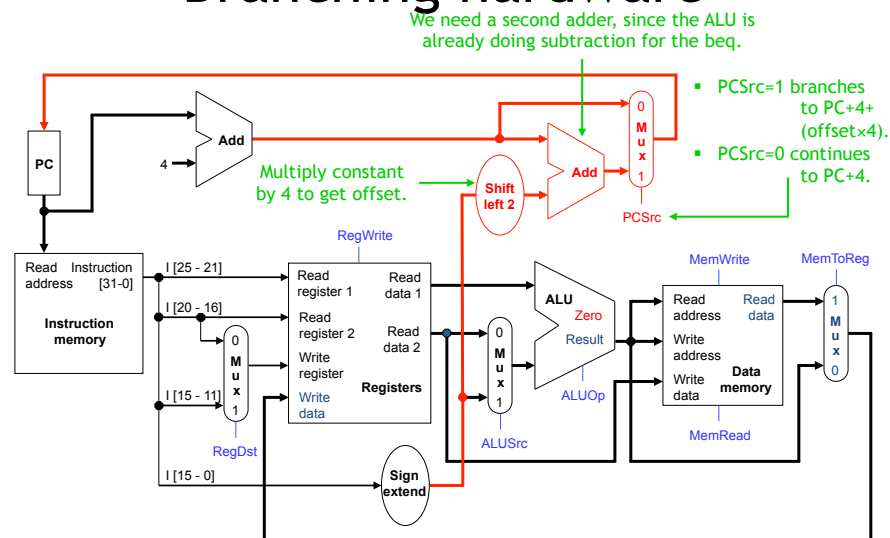 Branching hardware
We need a second adder, since the ALU is
already doing subtraction for the beq.
▪ PCSrc=1 branches
to PC+4+
(offset×4).
▪ PCSrc=0 continues
to PC+4.
0
M
u
x
1
PCSrc
Add
4
PC
Multiply constant
by 4 to get offset.
Shift
left 2
Add
RegWrite
Read
address
Instruction
[31-0]
Instruction
memory
I [25 - 21]
I [20 - 16]
I [15 - 11]
I [15 - 0]
0
M
u
x
1
RegDst
Read
register 1
Read
data 1
Read
register 2
Read
data 2
Write
register
Write
data
Registers
Sign
extend
0
M
u
x
1
ALUSrc
ALU
Zero
Result
ALUOp
MemWrite
Read
address
Read
data
Write
address
Write
data
Data
memory
MemRead
MemToReg
1
M
u
x
0